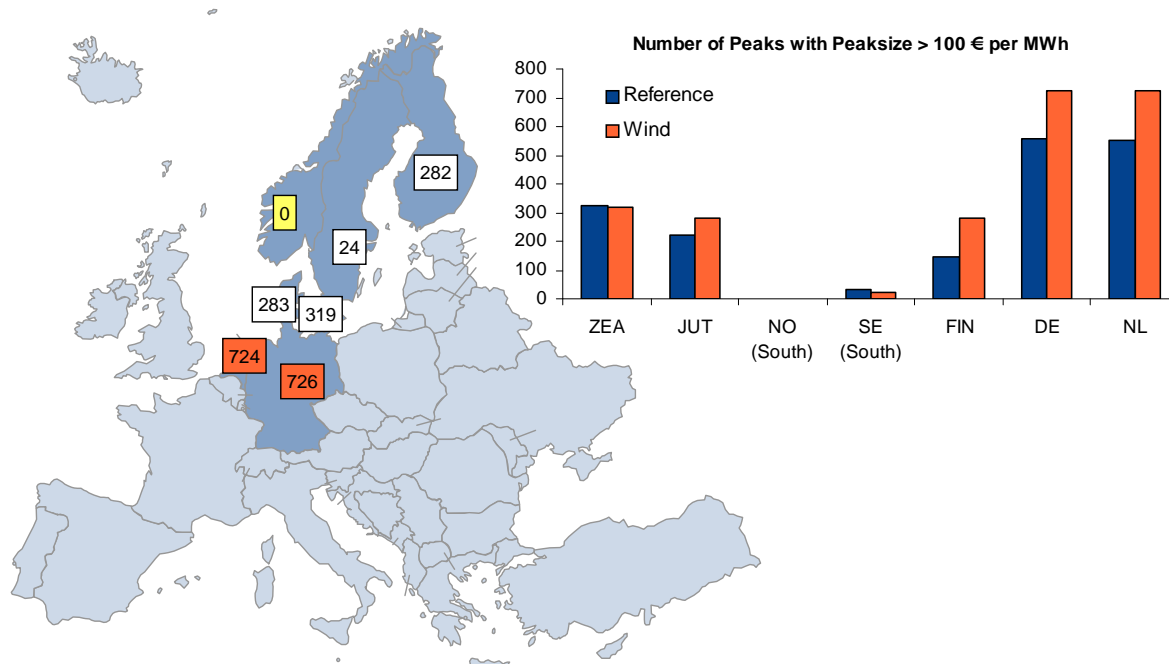 Number of Peaks with Peaksize > 100 € per MWh
800
700
600
500
400
300
200
100
0
Reference
Wind
ZEA
JUT
NO
(South)
SE
(South)
FIN
DE
NL
282
0
24
283
319
724
726